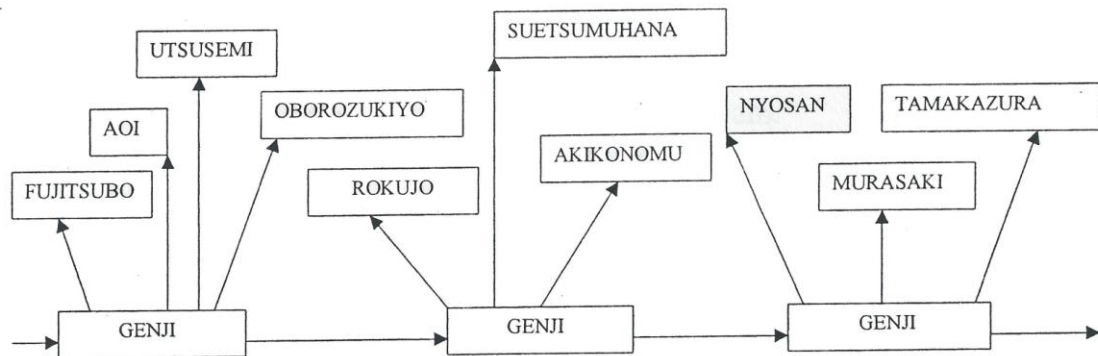 SUETSUMUHANA
UTSUSEMI
NYOSAN
TAMAKAZURA
OBOROZUKIYO
AOI
AKIKONOMU
FUJITSUBO
ROKUJO
MURASAKI
GENJI
GENJI
GENJI